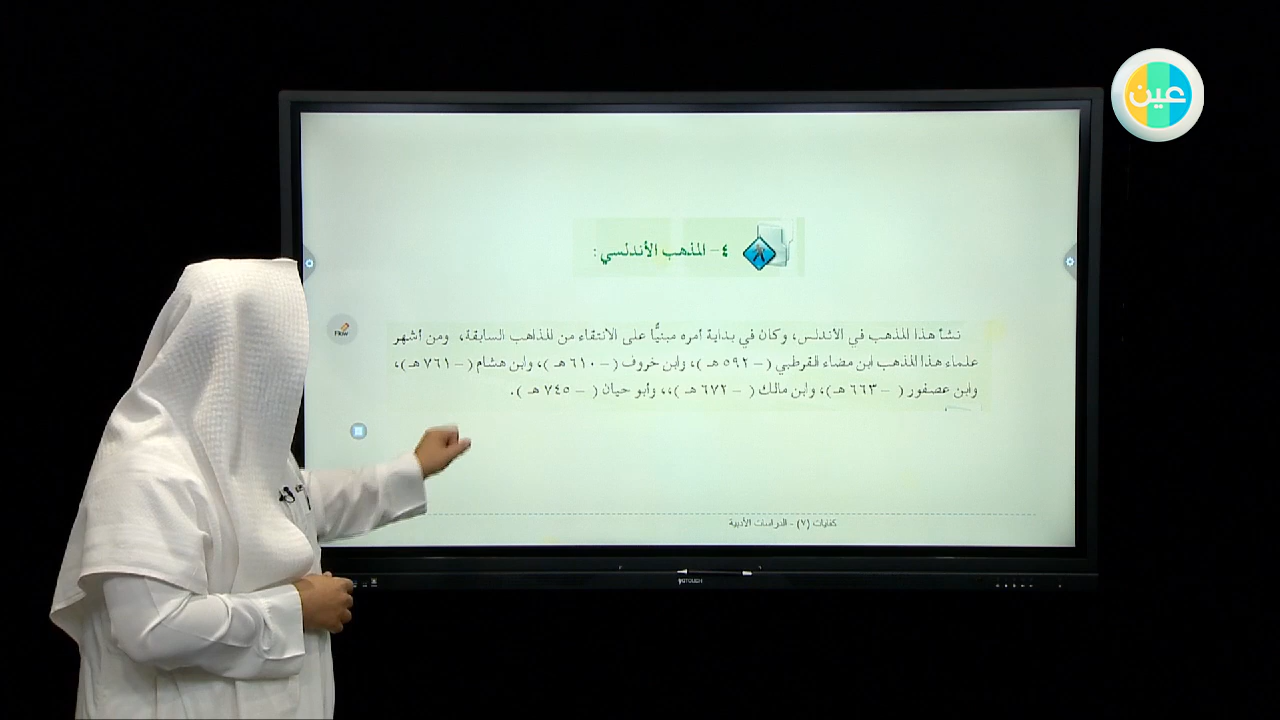 عين
٤- المذهب الأندلسي :
نشأ هذا المذهب في الاندلس، وكان في بداية أمره مبنيًّا على الانتقاء من المذاهب السابقة، ومن أشهر
علماء هذا المذهب ابن مضاء القرطبي ( – ٥٩٢ هـ )، وابن خروف ( – ٦١٠ هـ )، وابن هشام ( – ٧٦١ هـ )،
وابن عصفور ( – ٦٦٣ هـ)، وابن مالك ( – ٦٧٢ هـ )،، وأبو حيان ( – ٧٤٥ هـ ).
كفايات (٧) - الدراسات الأدبية